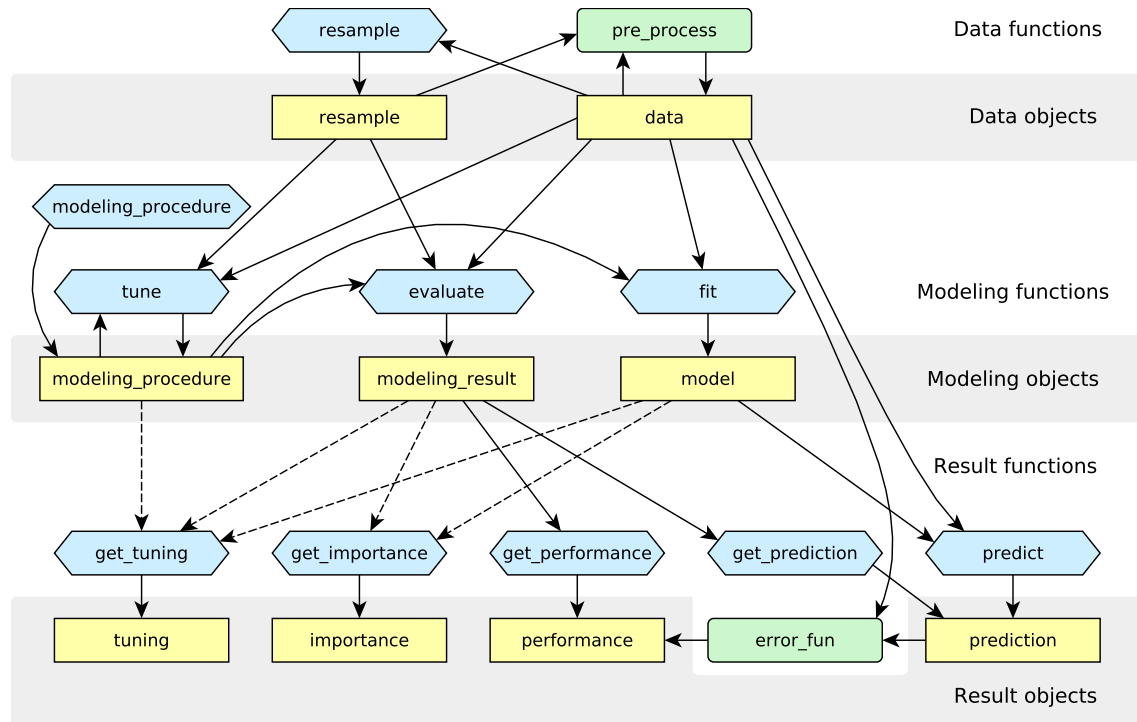 resample
pre_process
Data functions
resample
data
Data objects
modeling_procedure
tune
evaluate
fit
Modeling functions
modeling_procedure
modeling_result
model
Modeling objects
Result functions
get_tuning
get_importance
get_performance
get_prediction
predict
tuning
importance
performance
error_fun
prediction
Result objects